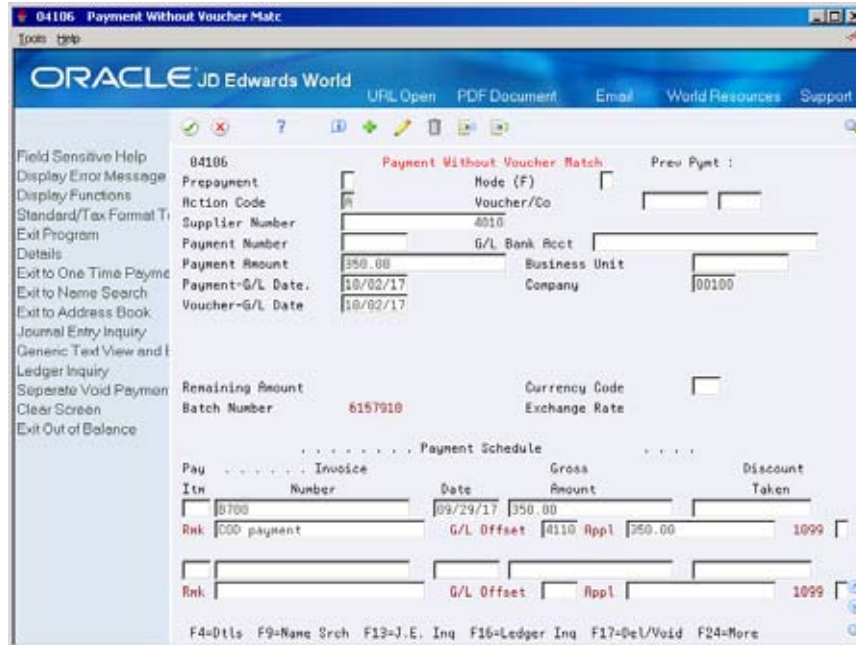 04106 Payment Without Voucher Matc
Tools Help
ORACLE JD Edwards World
URL Open PDF Document Email World Resources Support
Field Sensitive Help
Display Error Message
Display Functions
Standard/Tax Format T
Exit Program
Details
Exit to One Time Payme
Exit to Name Search
Exit to Address Book
Journal Entry Inquiry
Generic Text View and E
Ledger Inquiry
Separate Void Paymen
Clear Screen
Exit Out of Balance
04106 Payment Without Voucher Match Prev Pymt :
Prepayment Mode (F)
Action Code A Voucher/Co
Supplier Number 4010
Payment Number G/L Bank Acct
Payment Amount 350.00 Business Unit
Payment-G/L Date. 10/02/17 Company 00100
Voucher-G/L Date 10/02/17
Remaining Amount Currency Code
Batch Number 6157910 Exchange Rate
. . . . . . . . Payment Schedule . . . .
Pay . . . . . . Invoice Gross Discount
Itm Number Date Amount Taken
B700 09/29/17 350.00
Rmk COD payment G/L Offset 4110 Appl 350.00 1099
Rmk G/L Offset Appl 1099
F4=Dtls F9=Name Srch F13=J.E. Inq F16=Ledger Inq F17=Del/Void F24=More